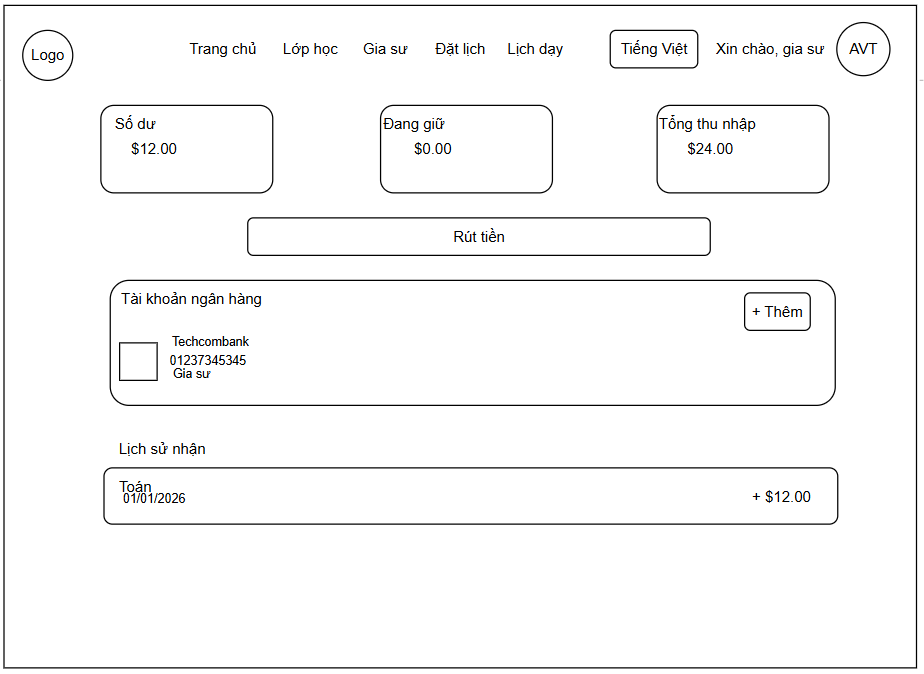 Logo
Trang chủ
Lớp học
Gia sư
Đặt lịch
Lịch dạy
Tiếng Việt
Xin chào, gia sư
AVT
Số dư
$12.00
Đang giữ
$0.00
Tổng thu nhập
$24.00
Rút tiền
Tài khoản ngân hàng
+ Thêm
Techcombank
01237345345
Gia sư
Lịch sử nhận
Toán
01/01/2026
+ $12.00